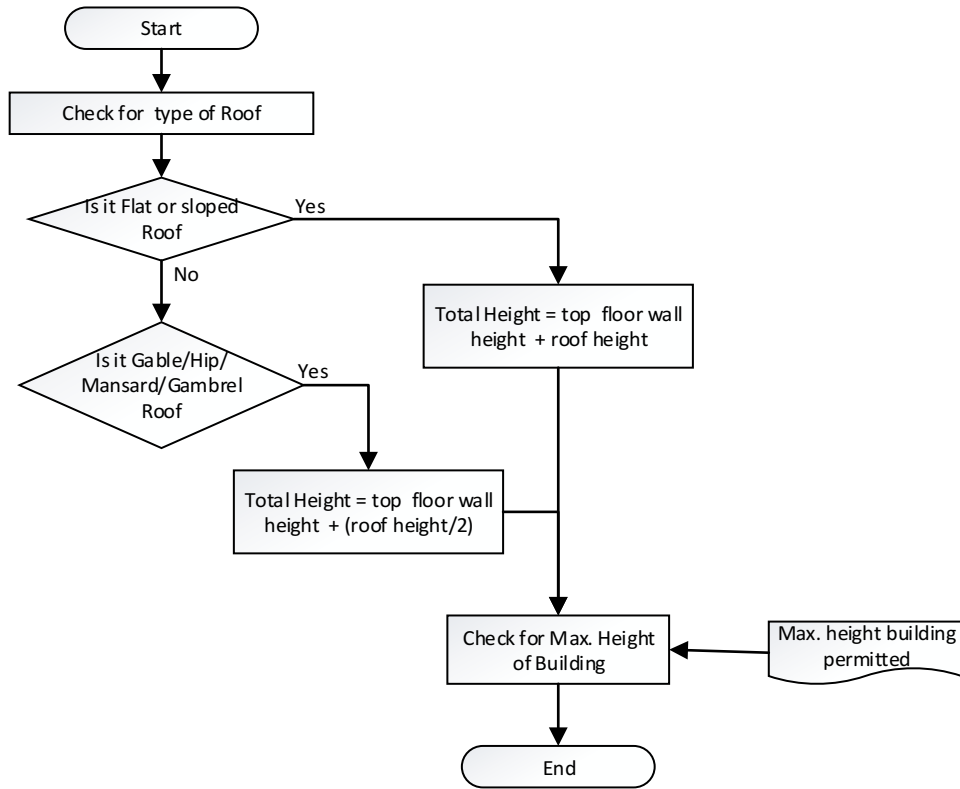 Start
Check for type of Roof
Is it Flat or sloped
Roof
Yes
No
Total Height = top floor wall
height + roof height
Is it Gable/Hip/
Mansard/Gambrel
Roof
Yes
Total Height = top floor wall
height + (roof height/2)
Check for Max. Height
of Building
Max. height building
permitted
End